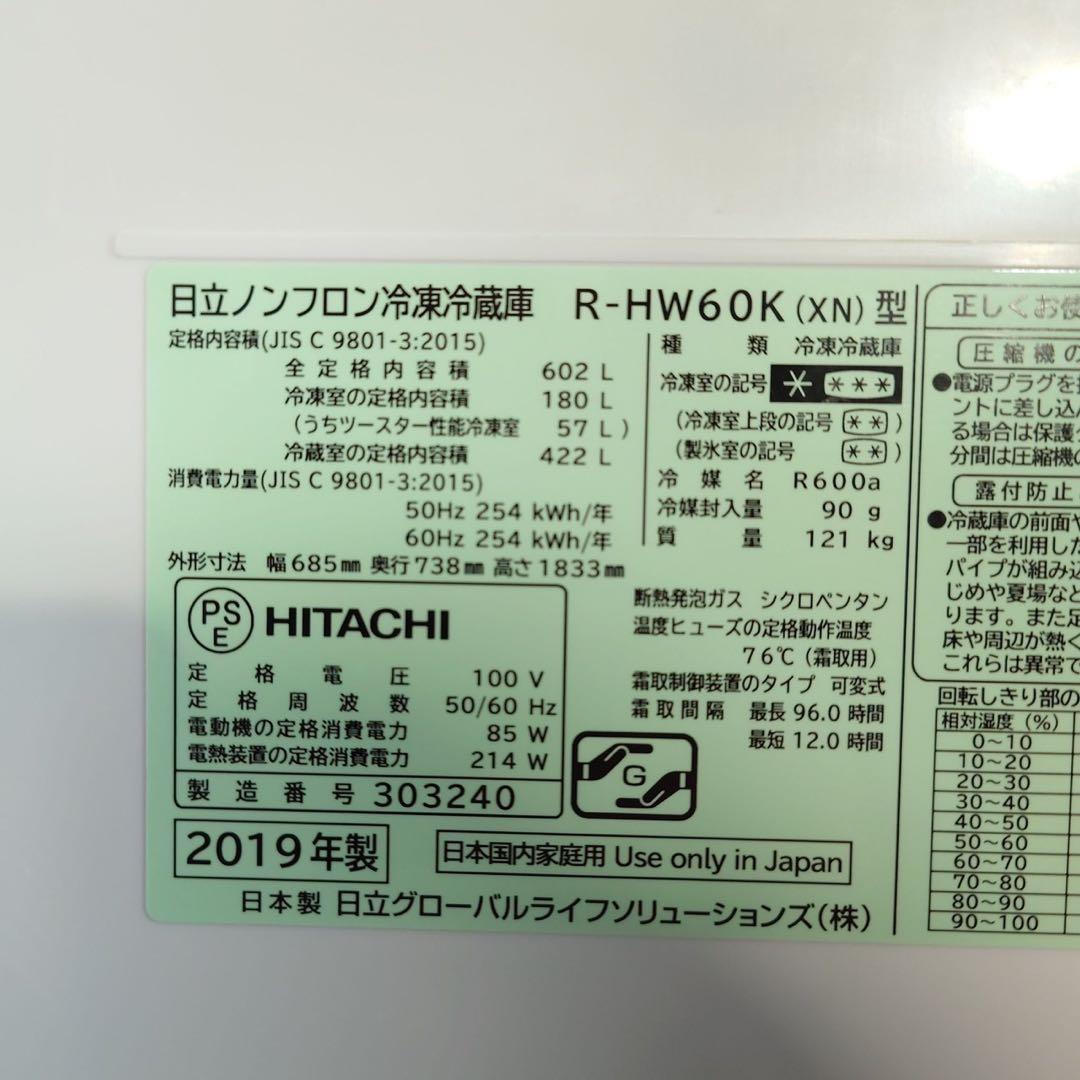 日立ノンフロン冷凍冷蔵庫 R-HW60K(XN)型
定格内容積(JIS C 9801-3:2015)
全定格内容積 602 L
冷凍室の定格内容積 180 L
(うちツースター性能冷凍室 57 L)
冷蔵室の定格内容積 422 L
消費電力量(JIS C 9801-3:2015)
50Hz 254 kWh/年
60Hz 254 kWh/年
外形寸法 幅685㎜ 奥行738㎜ 高さ1833㎜
種類 冷凍冷蔵庫
冷凍室の記号 * ***
(冷凍室上段の記号 **)
(製氷室の記号 **)
冷媒名 R600a
冷媒封入量 90 g
質量 121 kg
PS
E
HITACHI
定格電圧 100 V
定格周波数 50/60 Hz
電動機の定格消費電力 85 W
電熱装置の定格消費電力 214 W
製造番号 303240
断熱発泡ガス シクロペンタン
温度ヒューズの定格動作温度
76℃(霜取用)
霜取制御装置のタイプ 可変式
霜取間隔 最長 96.0 時間
最短 12.0 時間
G
2019年製
日本国内家庭用 Use only in Japan
日本製 日立グローバルライフソリューションズ(株)
正しくお使
圧縮機の
●電源プラグを
ントに差し込
る場合は保護
分間は圧縮機の
露付防止
●冷蔵庫の前面や
一部を利用した
パイプが組み込
じめや夏場など
ります。また足
床や周辺が熱く
これらは異常で
回転しきり部の
相対湿度(%)
0~10
10~20
20~30
30~40
40~50
50~60
60~70
70~80
80~90
90~100